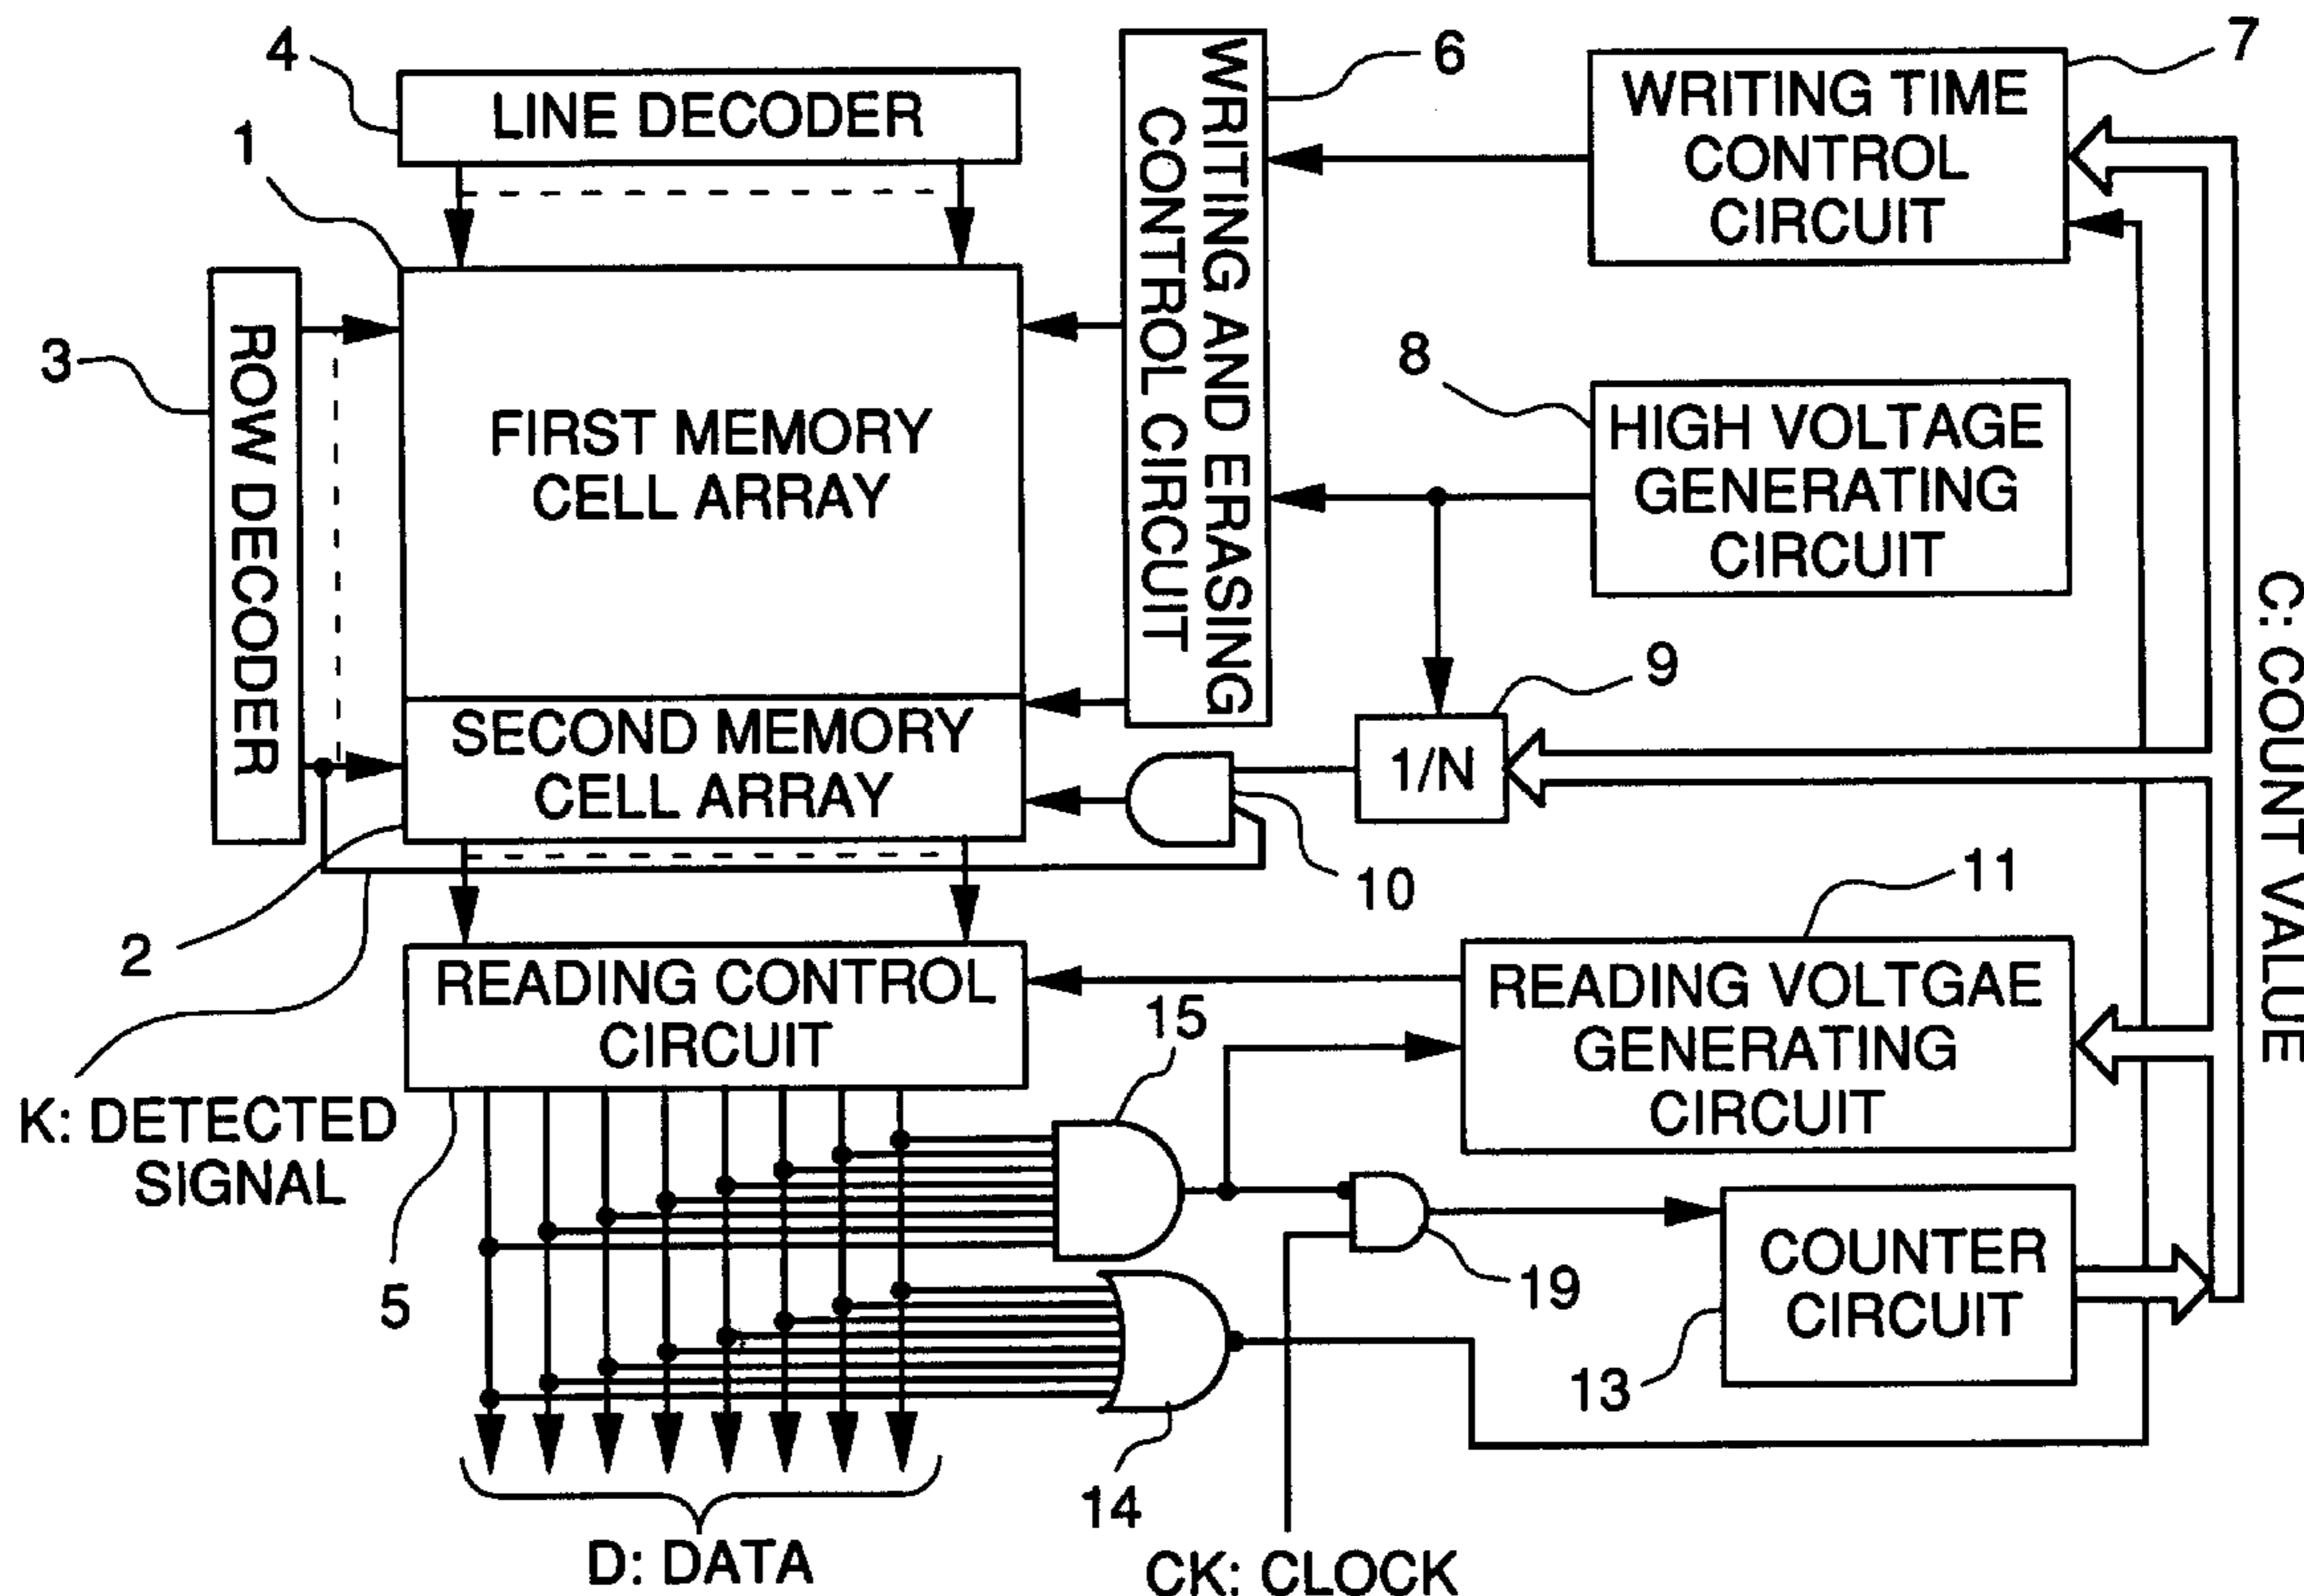 4
LINE DECODER
1
3
ROW DECODER
FIRST MEMORY
CELL ARRAY
SECOND MEMORY
CELL ARRAY
2
WRITING AND ERASING
CONTROL CIRCUIT
6
WRITING TIME
CONTROL
CIRCUIT
7
8
HIGH VOLTAGE
GENERATING
CIRCUIT
9
1/N
10
C: COUNT VALUE
11
READING CONTROL
CIRCUIT
READING VOLTGAE
GENERATING
CIRCUIT
15
K: DETECTED
SIGNAL
5
19
COUNTER
CIRCUIT
13
14
D: DATA
CK: CLOCK